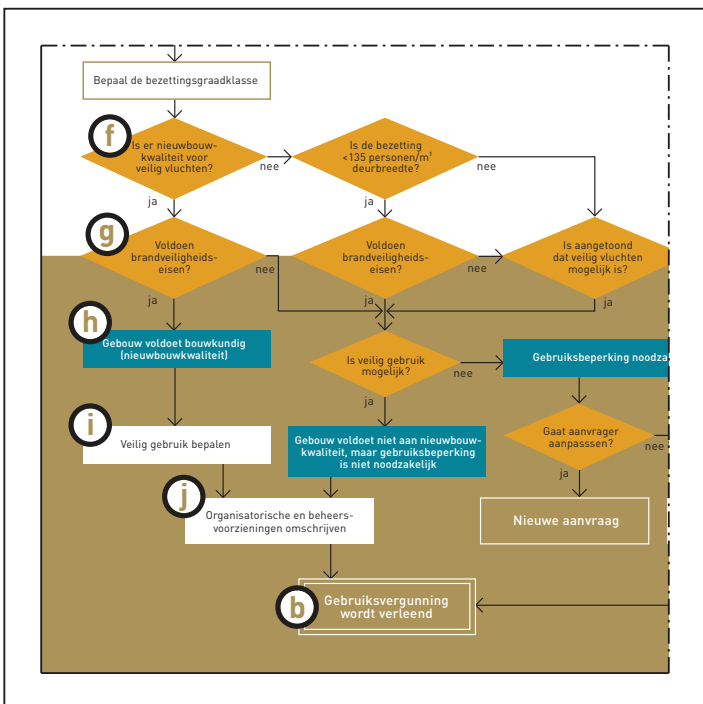 Bepaal de bezettingsgraadklasse
f
Is er nieuwbouw-
kwaliteit voor
veilig vluchten?
nee
Is de bezetting
<135 personen/m¹
deurbreedte?
nee
ja
ja
g
Voldoen
brandveiligheids-
eisen?
nee
Voldoen
brandveiligheids-
eisen?
nee
Is aangetoond
dat veilig vluchten
mogelijk is?
ja
ja
ja
h
Gebouw voldoet bouwkundig
(nieuwbouwkwaliteit)
Is veilig gebruik
mogelijk?
nee
Gebruiksbeperking noodza
ja
i
Veilig gebruik bepalen
Gebouw voldoet niet aan nieuwbouw-
kwaliteit, maar gebruiksbeperking
is niet noodzakelijk
Gaat aanvrager
aanpasssen?
nee
ja
j
Organisatorische en beheers-
voorzieningen omschrijven
Nieuwe aanvraag
b
Gebruiksvergunning
wordt verleend